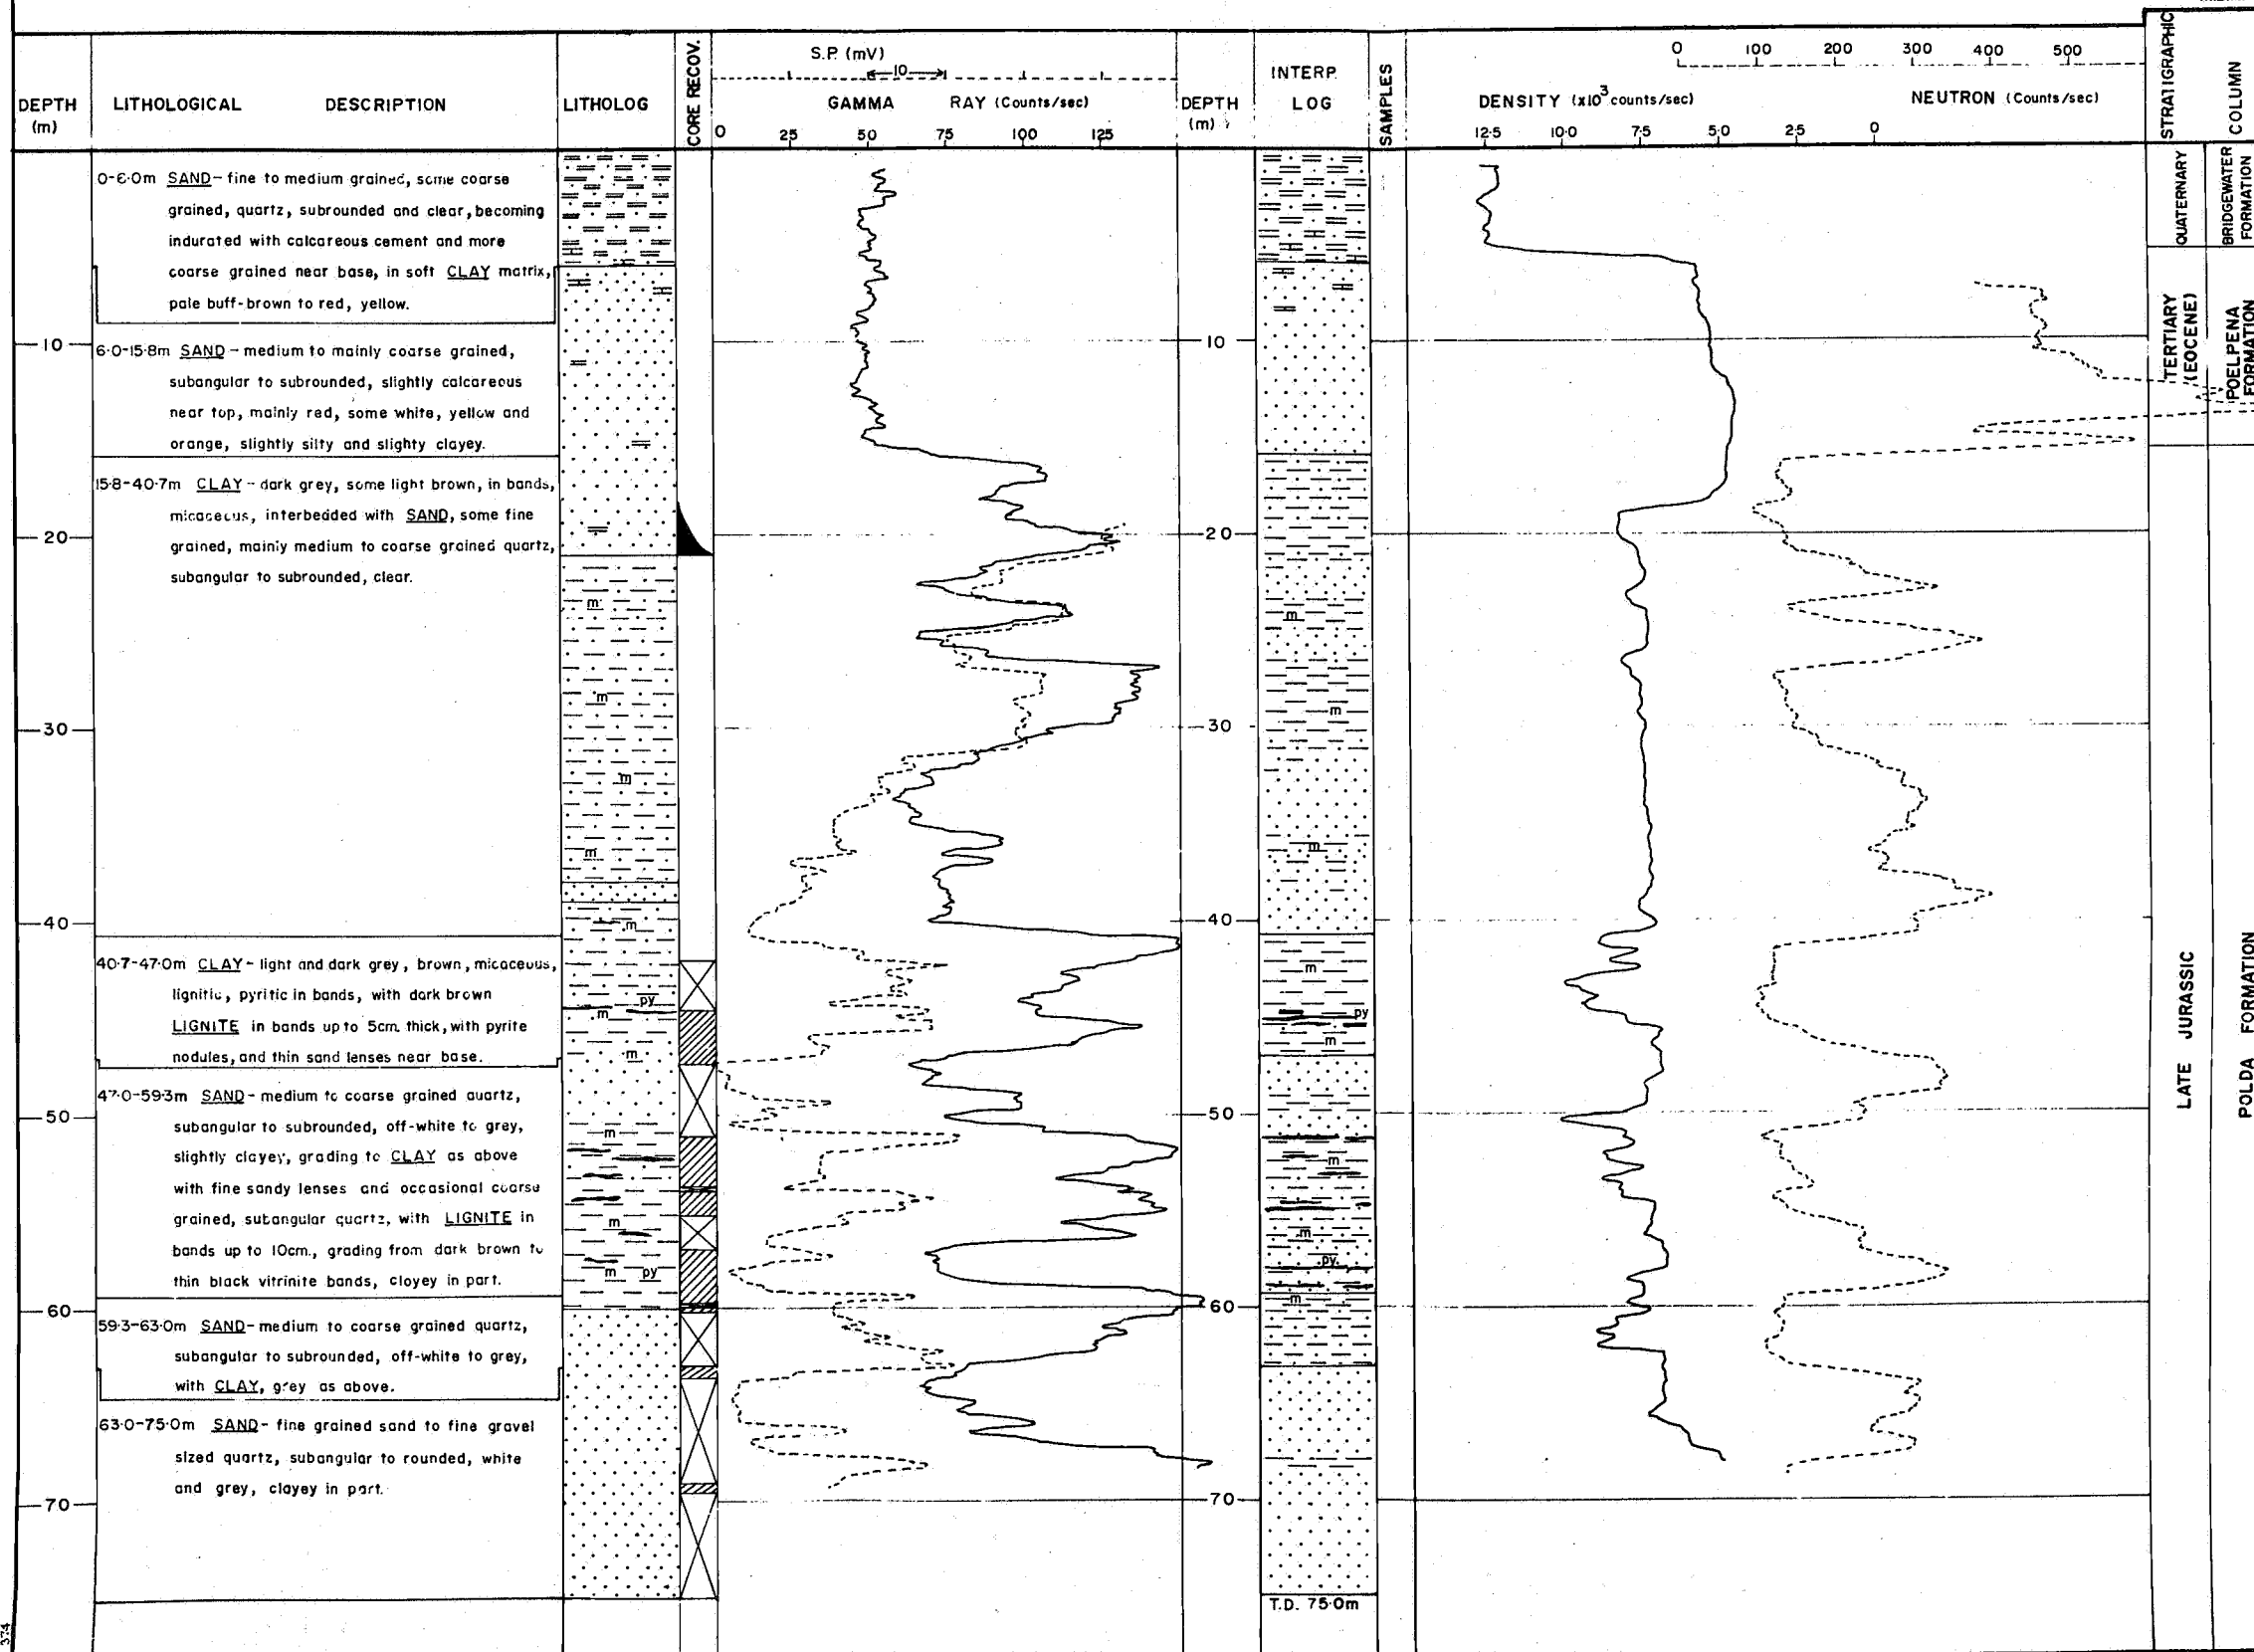 DEPTH
(m)
LITHOLOGICAL DESCRIPTION
LITHOLOG
CORE RECOV.
S.P. (mV)
10
GAMMA RAY (Counts/sec)
0 25 50 75 100 125
DEPTH
(m)
INTERP.
LOG
SAMPLES
0 100 200 300 400 500
DENSITY (x10³ counts/sec)
NEUTRON (Counts/sec)
12·5 10·0 7·5 5·0 2·5 0
STRATIGRAPHIC
COLUMN
0-6·0m SAND- fine to medium grained, some coarse
grained, quartz, subrounded and clear, becoming
indurated with calcareous cement and more
coarse grained near base, in soft CLAY matrix,
pale buff-brown to red, yellow.
6·0-15·8m SAND - medium to mainly coarse grained,
subangular to subrounded, slightly calcareous
near top, mainly red, some white, yellow and
orange, slightly silty and slighty clayey.
15·8-40·7m CLAY - dark grey, some light brown, in bands,
micaceous, interbedded with SAND, some fine
grained, mainly medium to coarse grained quartz,
subangular to subrounded, clear.
40·7-47·0m CLAY - light and dark grey, brown, micaceous,
lignitic, pyritic in bands, with dark brown
LIGNITE in bands up to 5cm. thick, with pyrite
nodules, and thin sand lenses near base.
47·0-59·3m SAND - medium to coarse grained quartz,
subangular to subrounded, off-white to grey,
slightly clayey, grading to CLAY as above
with fine sandy lenses and occasional coarse
grained, subangular quartz, with LIGNITE in
bands up to 10cm., grading from dark brown to
thin black vitrinite bands, clayey in part.
59·3-63·0m SAND - medium to coarse grained quartz,
subangular to subrounded, off-white to grey,
with CLAY, grey as above.
63·0-75·0m SAND- fine grained sand to fine gravel
sized quartz, subangular to rounded, white
and grey, clayey in part.
10
20
30
40
50
60
70
m
m
m
m
m
py
m
m
m
m
m py
10
20
30
40
50
60
70
m
m
m
m
py
m
m
m
py
m
T.D. 75·0m
QUATERNARY
BRIDGEWATER
FORMATION
TERTIARY
(EOCENE)
POELPENA
FORMATION
LATE JURASSIC
POLDA FORMATION
374